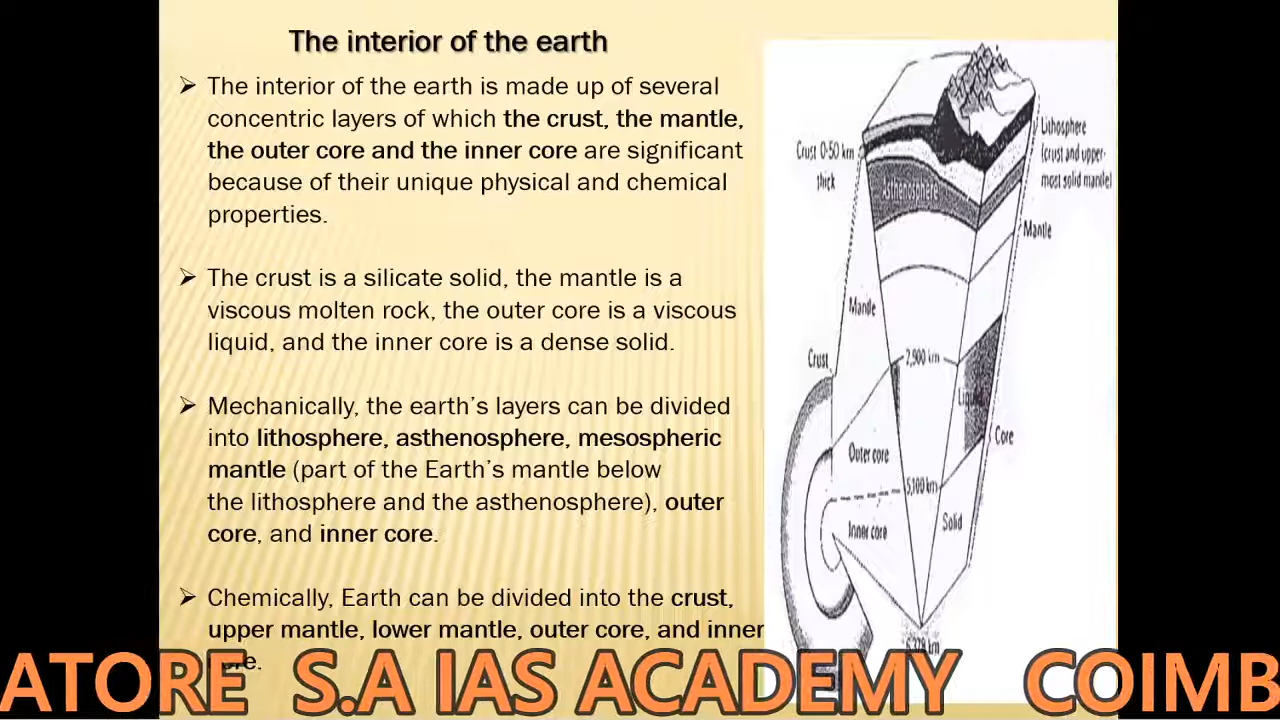 The interior of the earth
➢ The interior of the earth is made up of several
concentric layers of which the crust, the mantle,
the outer core and the inner core are significant
because of their unique physical and chemical
properties.
➢ The crust is a silicate solid, the mantle is a
viscous molten rock, the outer core is a viscous
liquid, and the inner core is a dense solid.
➢ Mechanically, the earth’s layers can be divided
into lithosphere, asthenosphere, mesospheric
mantle (part of the Earth’s mantle below
the lithosphere and the asthenosphere), outer
core, and inner core.
➢ Chemically, Earth can be divided into the crust,
upper mantle, lower mantle, outer core, and inner
Lithosphere
(crust and upper-
most solid mantel
Crust 0-50 km
thick
Asthenosphere
Mantle
Mantle
Crust
2,900 km
Core
Outer core
5,100 km
Inner core
Solid
ATORE S.A IAS ACADEMY COIMB